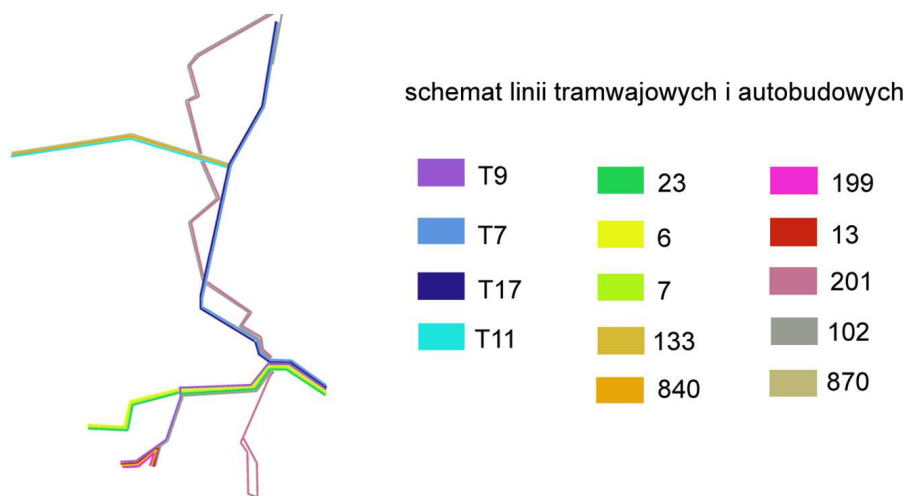 schemat linii tramwajowych i autobudowych
T9
T7
T17
T11
23
6
7
133
840
199
13
201
102
870